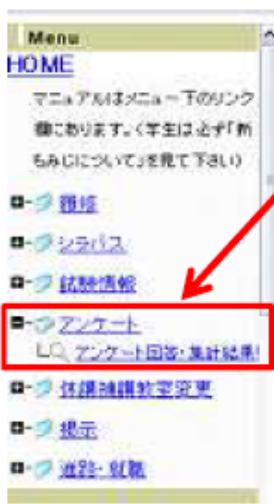 Menu
HOME
マニュアルはメニュー下のリンク
欄にあります。(学生は必ず「新
もみじについて」を見て下さい)
履修
シラバス
試験情報
アンケート
アンケート回答・集計結果
休講補講教室変更
掲示
進路・就職